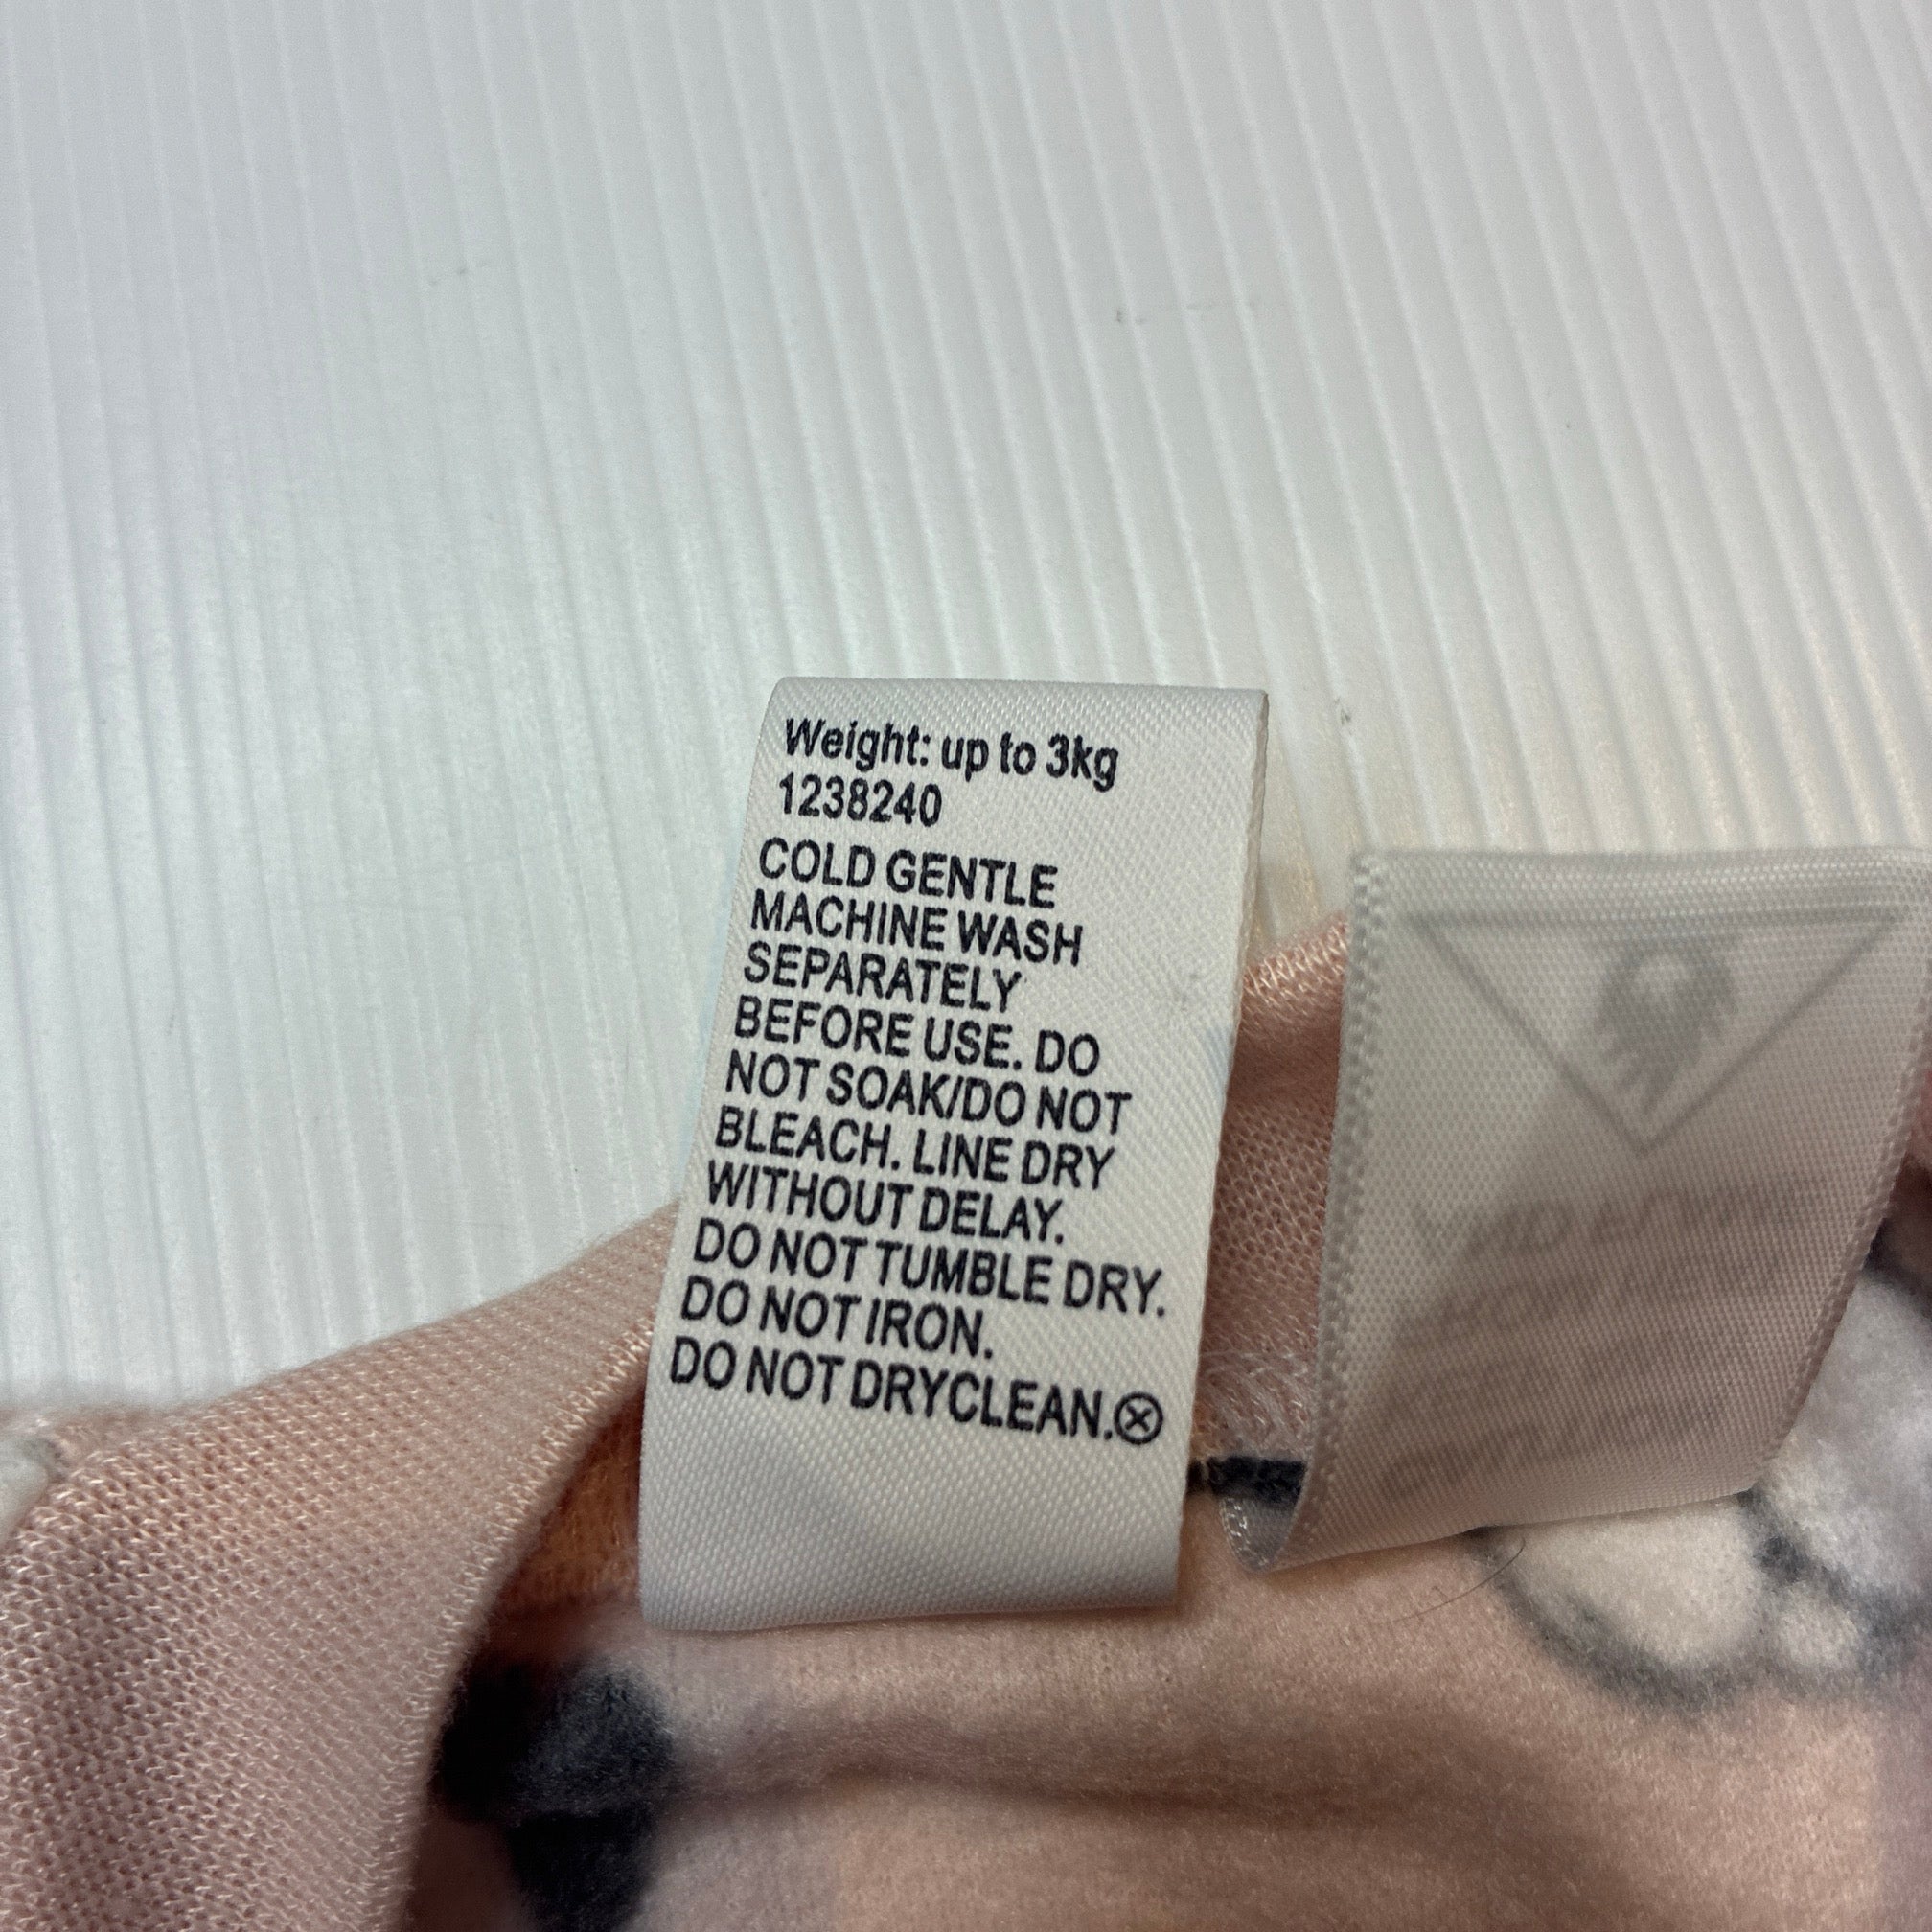 Weight: up to 3kg
1238240
COLD GENTLE
MACHINE WASH
SEPARATELY
BEFORE USE. DO
NOT SOAK/DO NOT
BLEACH. LINE DRY
WITHOUT DELAY.
DO NOT TUMBLE DRY.
DO NOT IRON.
DO NOT DRYCLEAN.